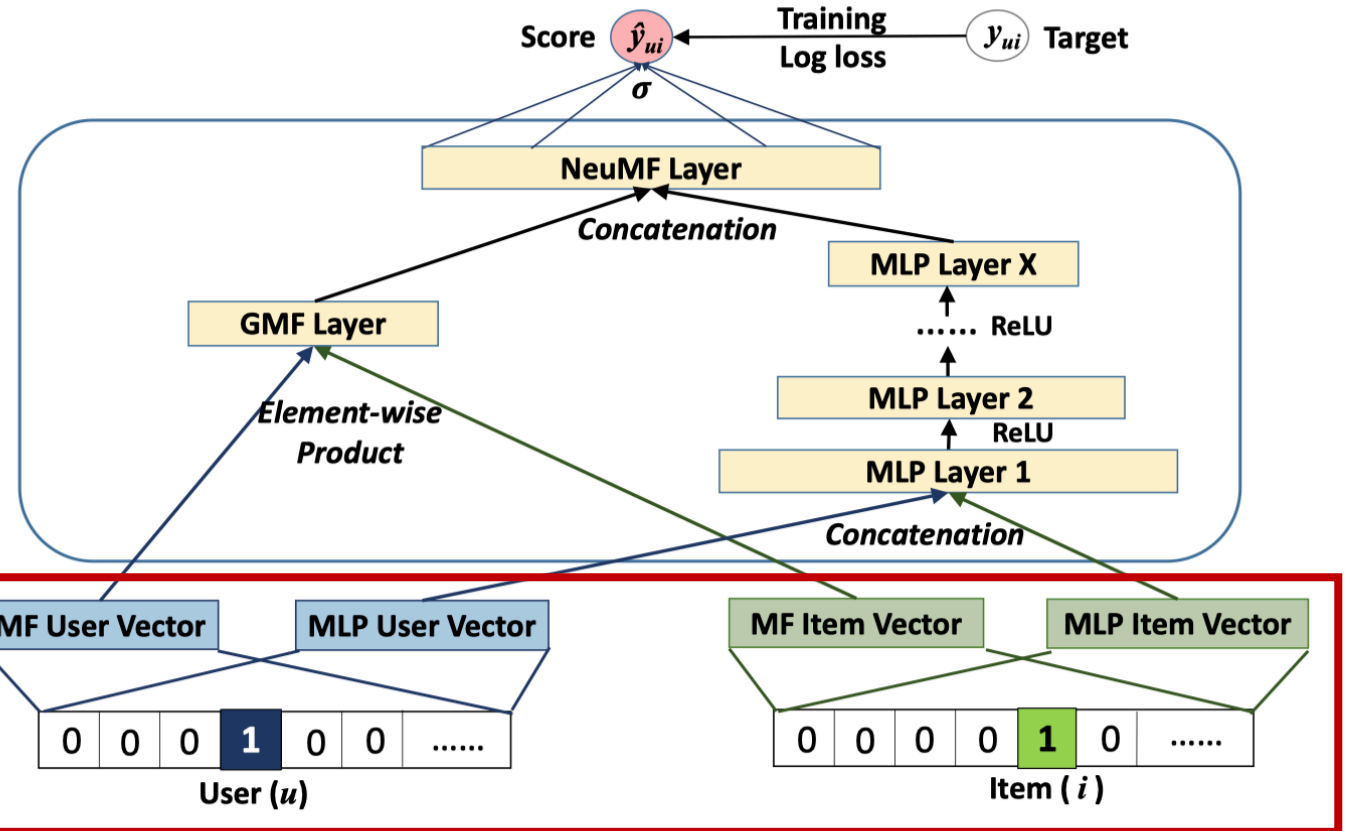 Score ŷui
Training
Log loss
yui Target
σ
NeuMF Layer
Concatenation
MLP Layer X
GMF Layer
...... ReLU
Element-wise
Product
MLP Layer 2
ReLU
MLP Layer 1
Concatenation
MF User Vector
MLP User Vector
MF Item Vector
MLP Item Vector
0 0 0 1 0 0 ......
0 0 0 0 1 0 ......
User (u)
Item ( i )